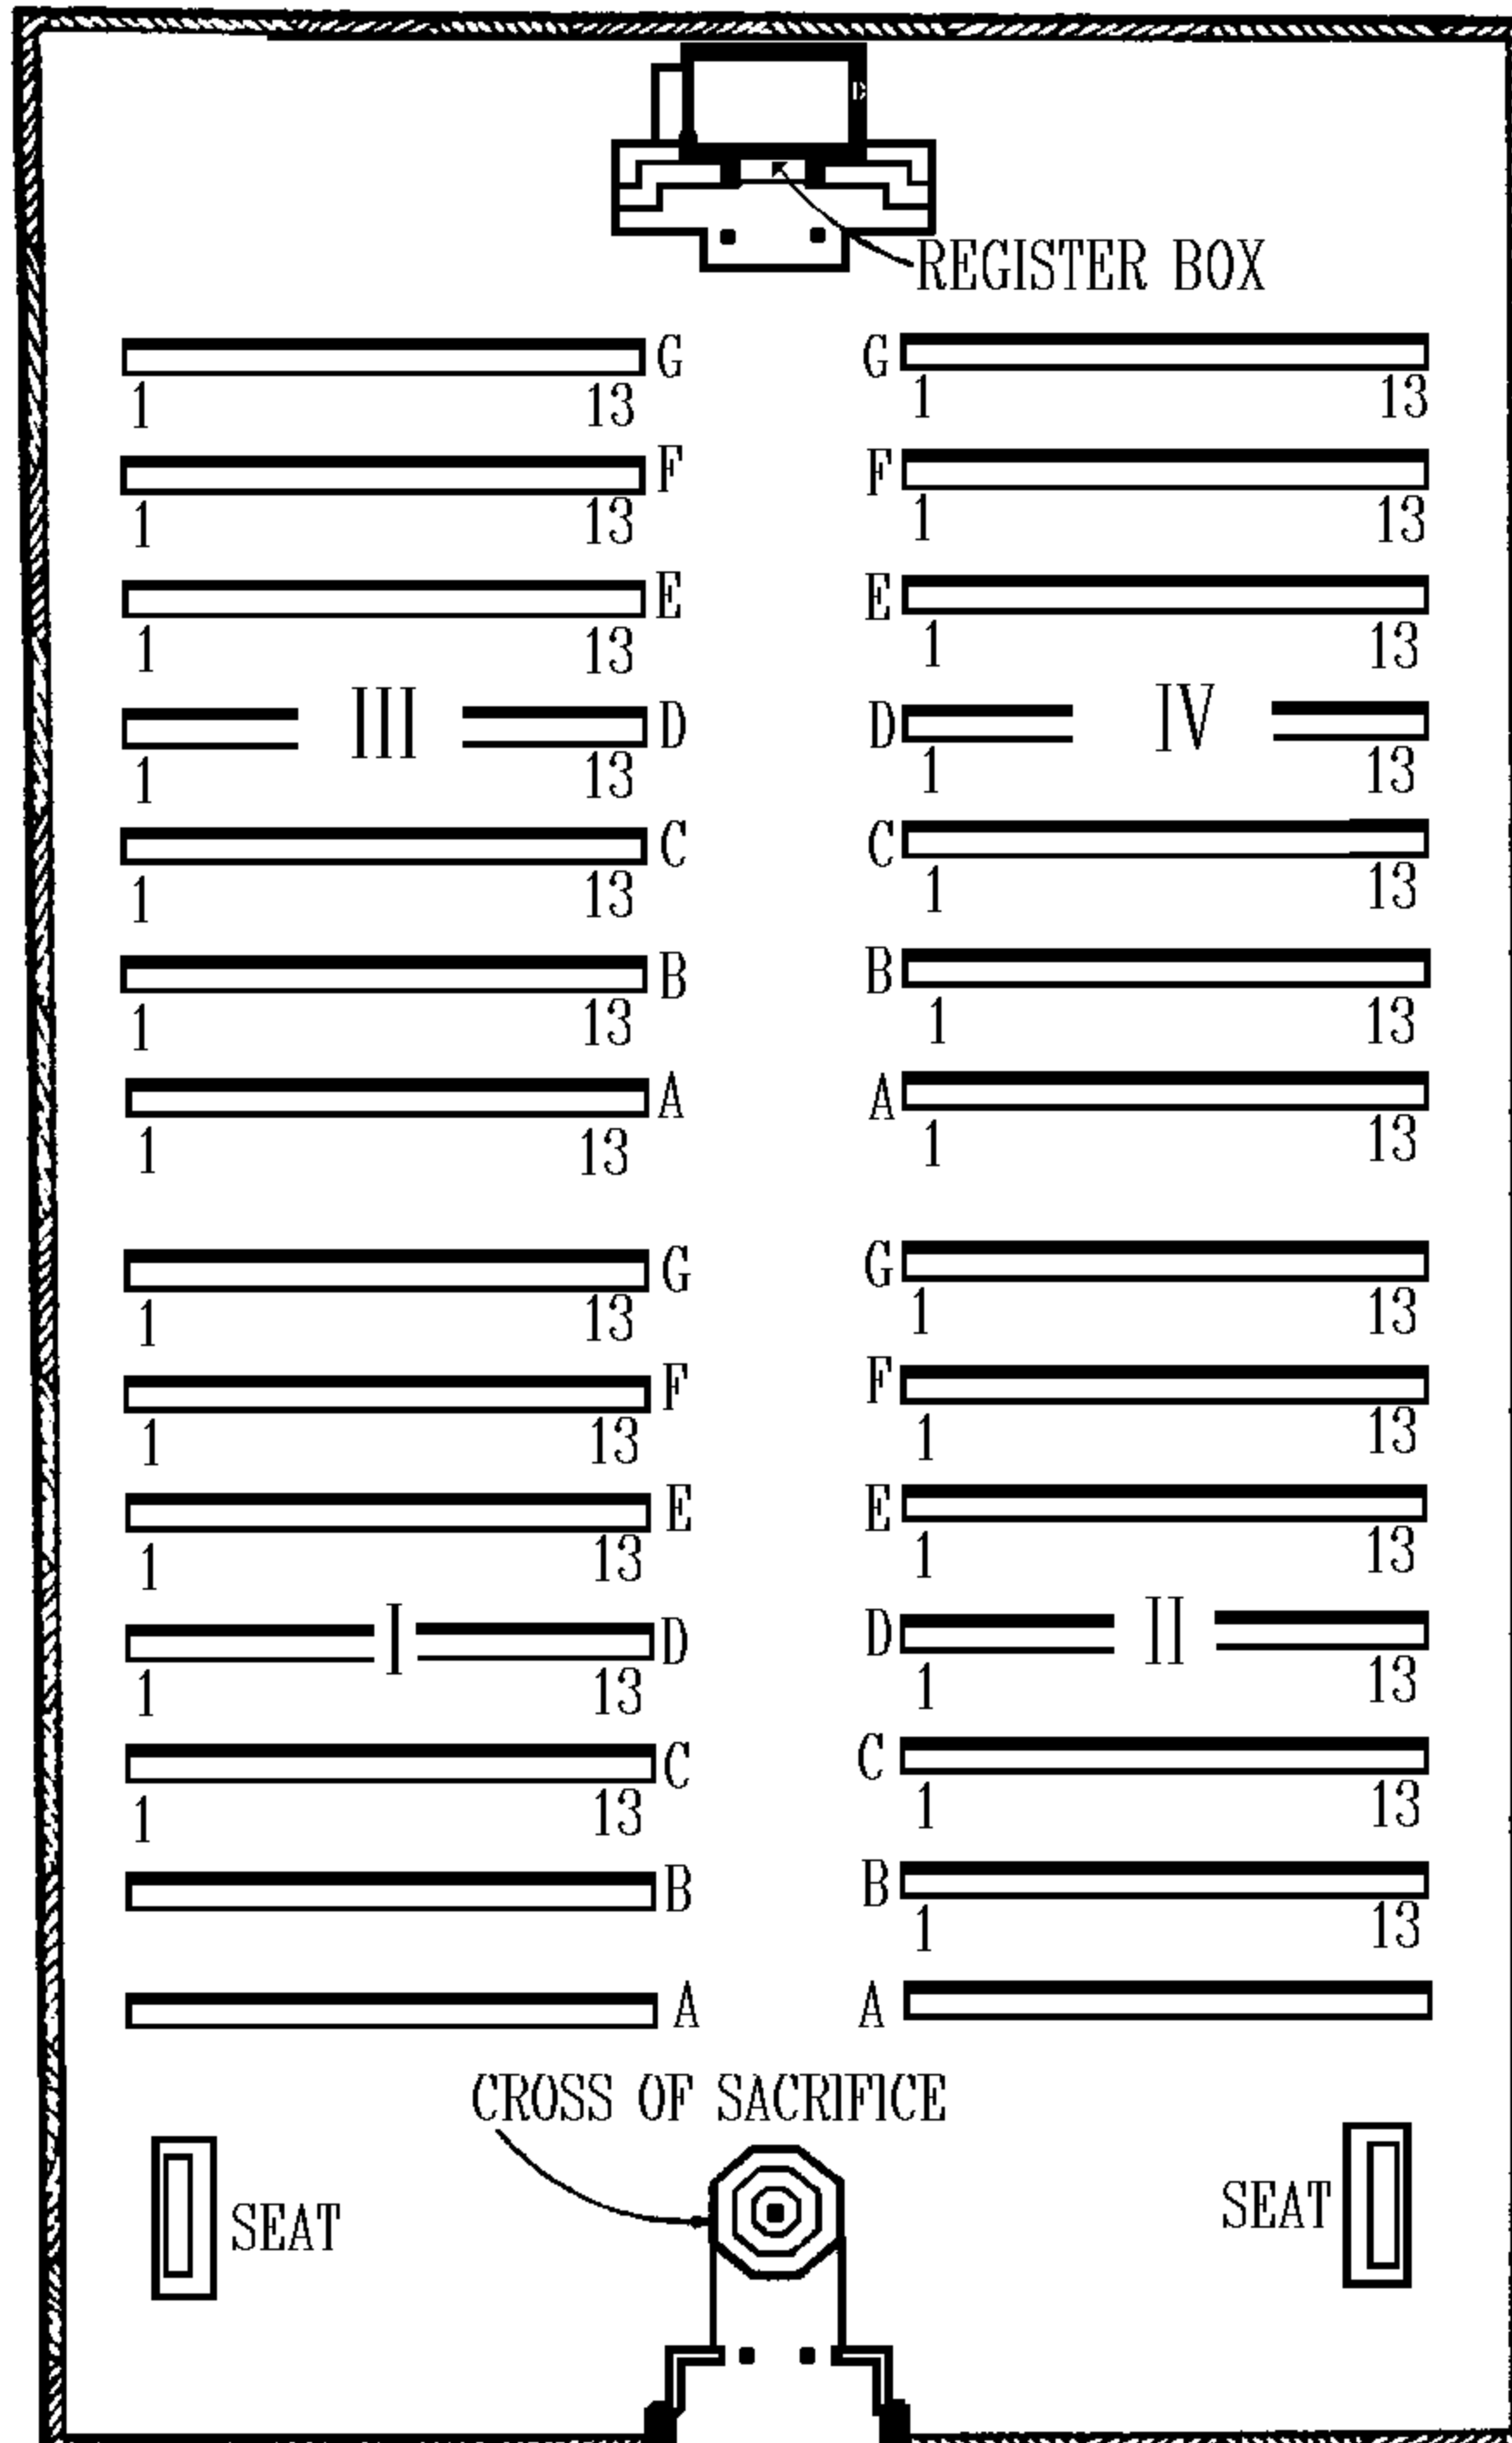 REGISTER BOX
G G
1 13 1 13
F F
1 13 1 13
E E
1 13 1 13
III D D IV
1 13 1 13
C C
1 13 1 13
B B
1 13 1 13
A A
1 13 1 13
G G
1 13 1 13
F F
1 13 1 13
E E
1 13 1 13
I D D II
1 13 1 13
C C
1 13 1 13
B B
1 13
A A
CROSS OF SACRIFICE
SEAT SEAT